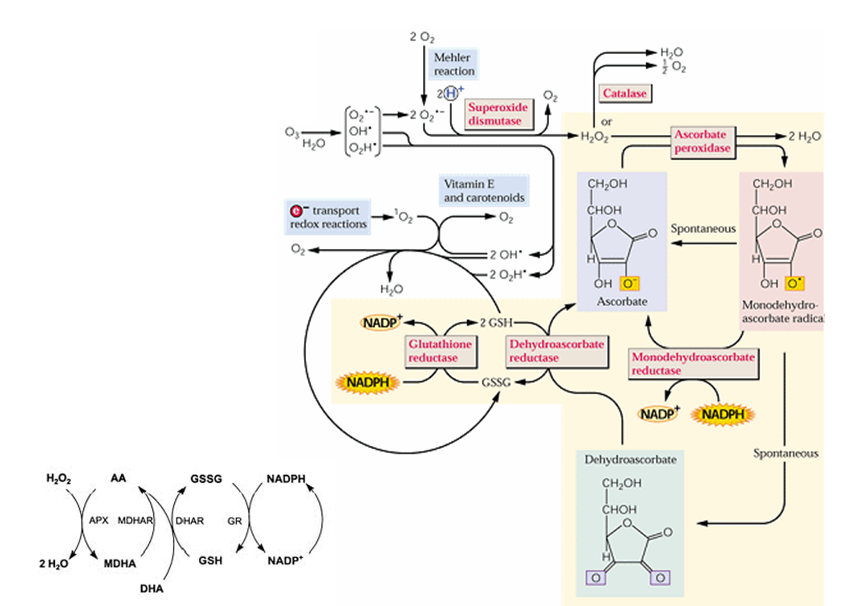 2 O₂
Mehler
reaction
2 H⁺
O₂
Superoxide
dismutase
Catalase
H₂O
½ O₂
or
O₃
H₂O
O₂•⁻
OH•
O₂H•
2 O₂•⁻
H₂O₂
Ascorbate
peroxidase
2 H₂O
e⁻ transport
redox reactions
¹O₂
Vitamin E
and carotenoids
O₂
O₂
H₂O
2 OH•
2 O₂H•
CH₂OH
CHOH
O
O
H
OH
O⁻
Ascorbate
Spontaneous
CH₂OH
CHOH
O
O
H
OH
O•
Monodehydro-
ascorbate radical
NADP⁺
2 GSH
Glutathione
reductase
Dehydroascorbate
reductase
NADPH
GSSG
Monodehydroascorbate
reductase
NADP⁺
NADPH
Spontaneous
Dehydroascorbate
CH₂OH
CHOH
O
O
H
O
O
H₂O₂
AA
GSSG
NADPH
APX
MDHAR
DHAR
GR
2 H₂O
MDHA
GSH
NADP⁺
DHA